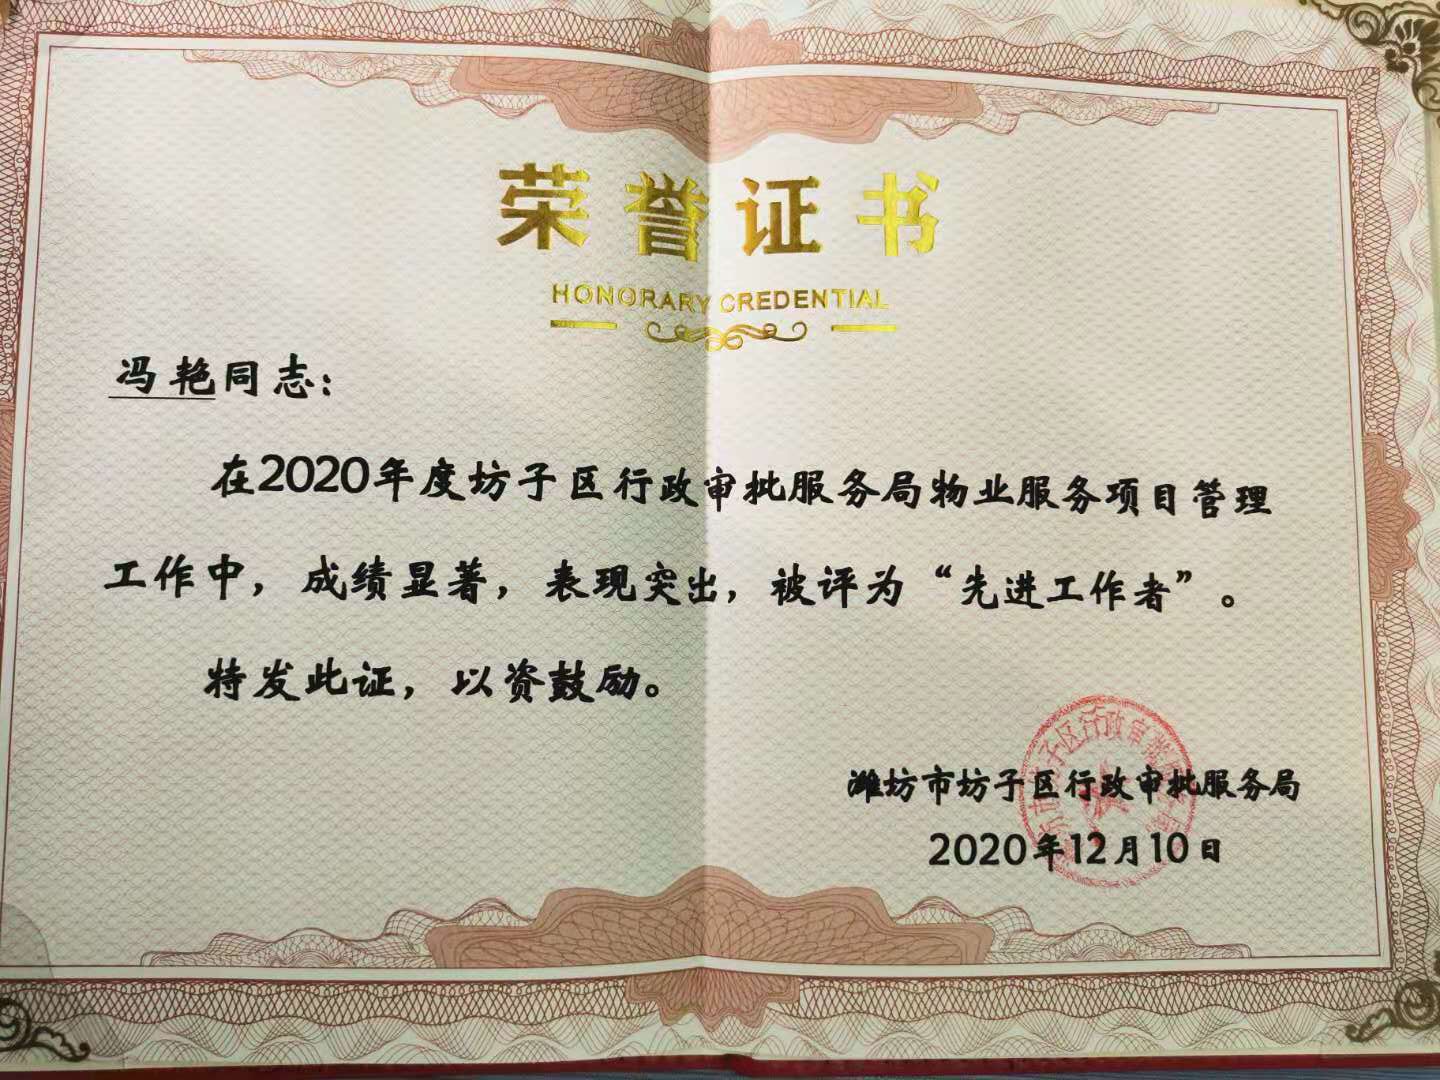 荣誉证书
HONORARY CREDENTIAL
冯艳同志：
在2020年度坊子区行政审批服务局物业服务项目管理
工作中，成绩显著，表现突出，被评为“先进工作者”。
特发此证，以资鼓励。
潍坊市坊子区行政审批服务局
2020年12月10日